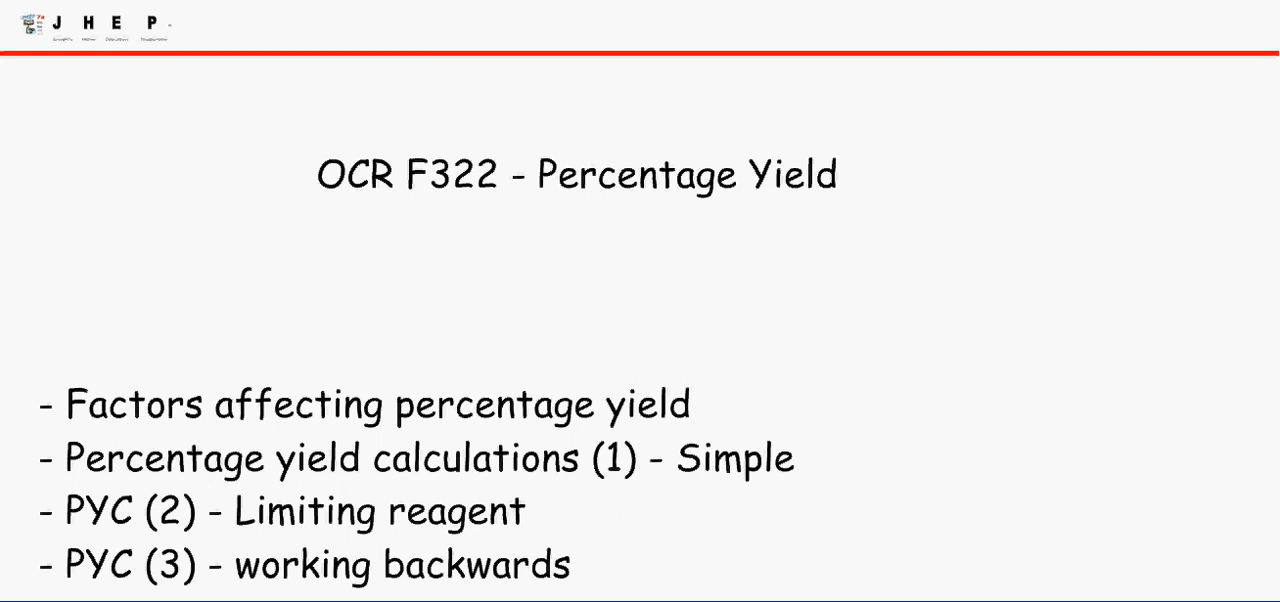 J H E P
OCR F322 - Percentage Yield
- Factors affecting percentage yield
- Percentage yield calculations (1) - Simple
- PYC (2) - Limiting reagent
- PYC (3) - working backwards